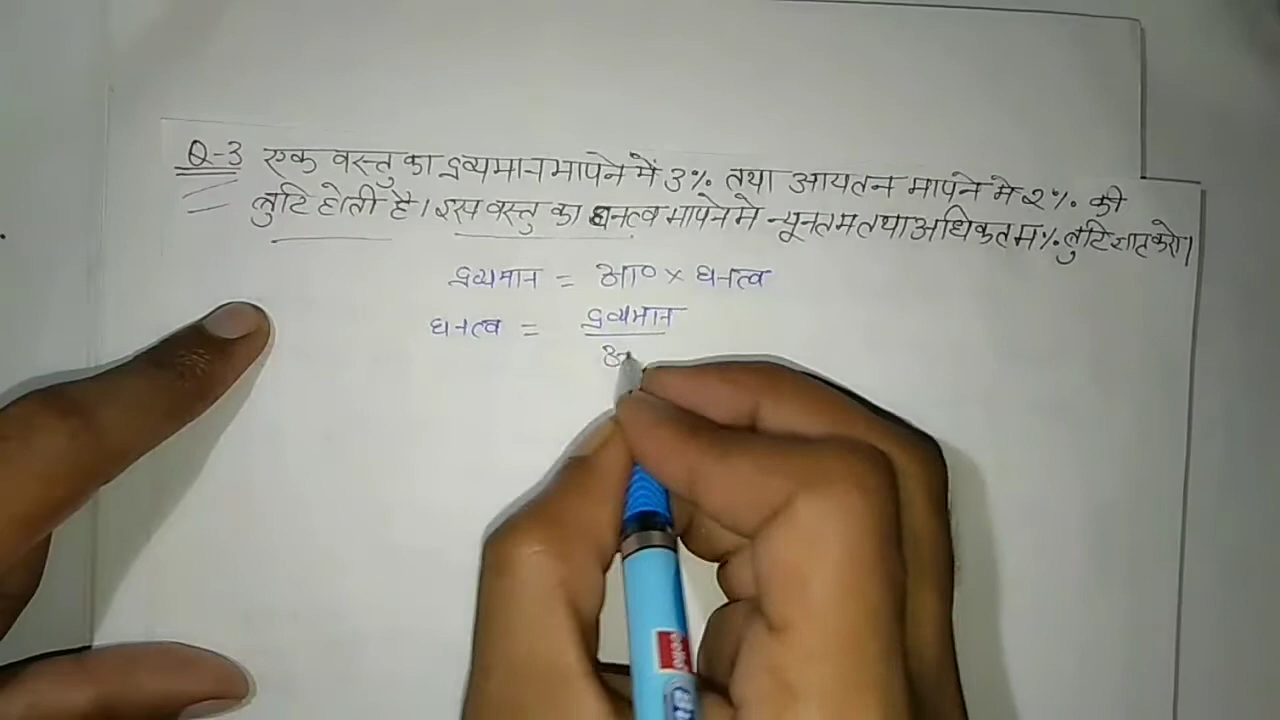 Q-3 एक वस्तु का द्रव्यमान मापने में 3% तथा आयतन मापने मे 2% की
त्रुटि होती है। इस वस्तु का घनत्व मापने मे न्यूनतम तथा अधिकतम % त्रुटि ज्ञात करो।
द्रव्यमान = आ० × घनत्व
घनत्व = द्रव्यमान
cello